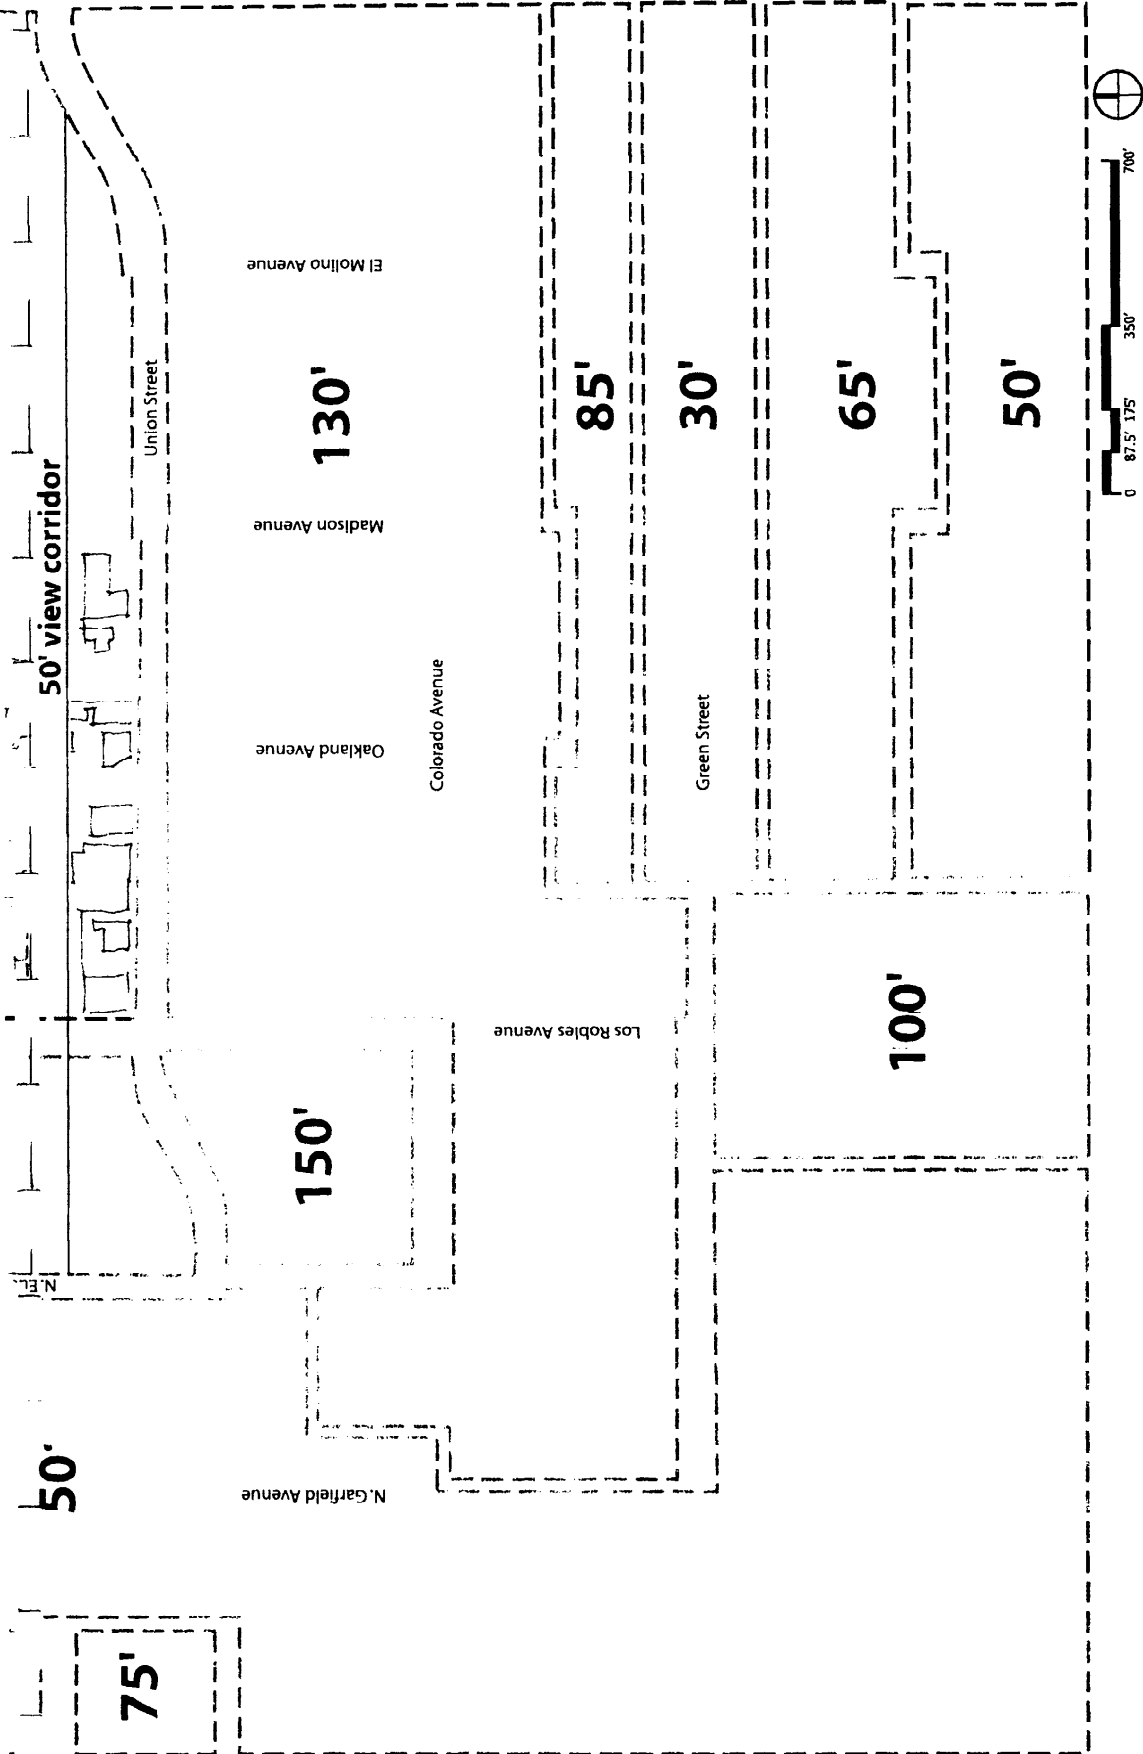 50' view corridor
Union Street
El Molino Avenue
130'
85'
30'
65'
50'
Madison Avenue
Oakland Avenue
Colorado Avenue
Green Street
Los Robles Avenue
150'
100'
N. EL.
50'
N. Garfield Avenue
75'
0 87.5' 175' 350' 700'